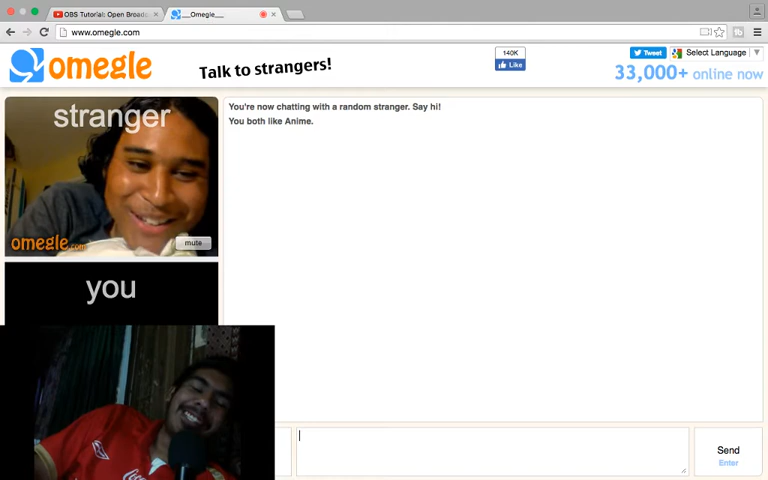 OBS Tutorial: Open Broadc
__Omegle__
www.omegle.com
omegle
Talk to strangers!
140K
Like
Tweet
Select Language
33,000+ online now
stranger
omegle.com
mute
you
You're now chatting with a random stranger. Say hi!
You both like Anime.
Send
Enter